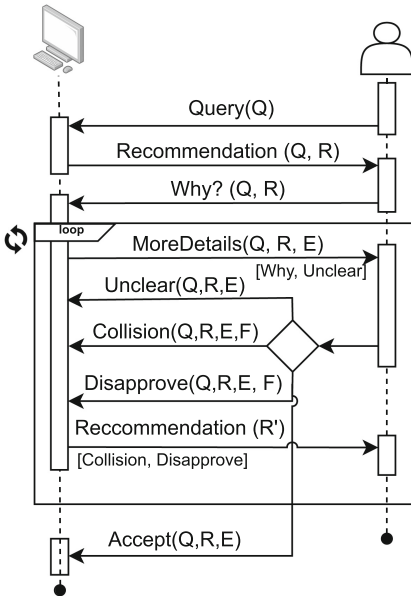 Query(Q)
Recommendation (Q, R)
Why? (Q, R)
loop
MoreDetails(Q, R, E)
[Why, Unclear]
Unclear(Q,R,E)
Collision(Q,R,E,F)
Disapprove(Q,R,E, F)
Reccommendation (R')
[Collision, Disapprove]
Accept(Q,R,E)